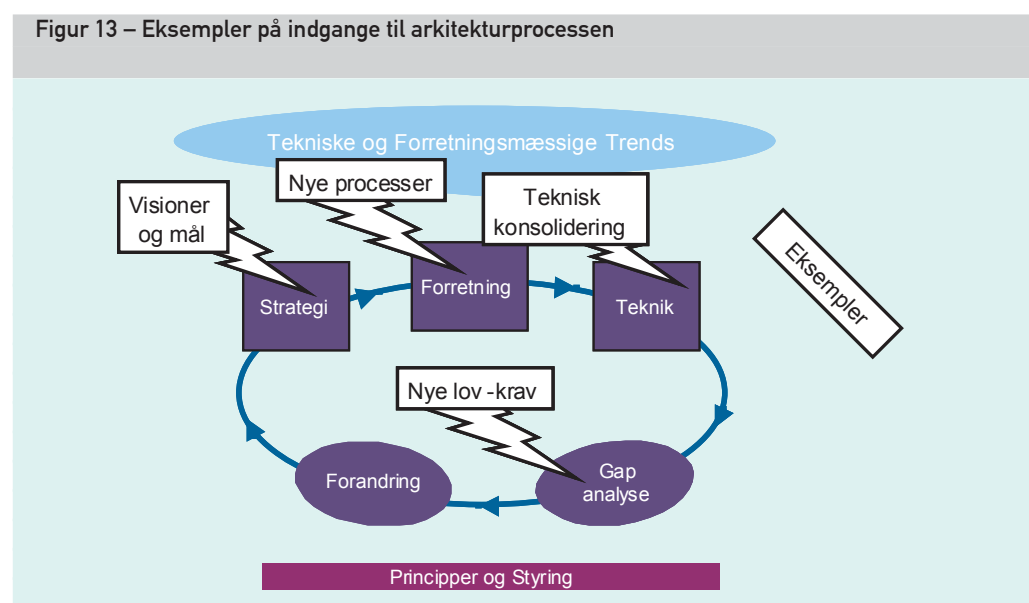 Figur 13 – Eksempler på indgange til arkitekturprocessen
Tekniske og Forretningsmæssige Trends
Nye processer
Visioner
og mål
Teknisk
konsolidering
Eksempler
Strategi
Forretning
Teknik
Nye lov -krav
Forandring
Gap
analyse
Principper og Styring